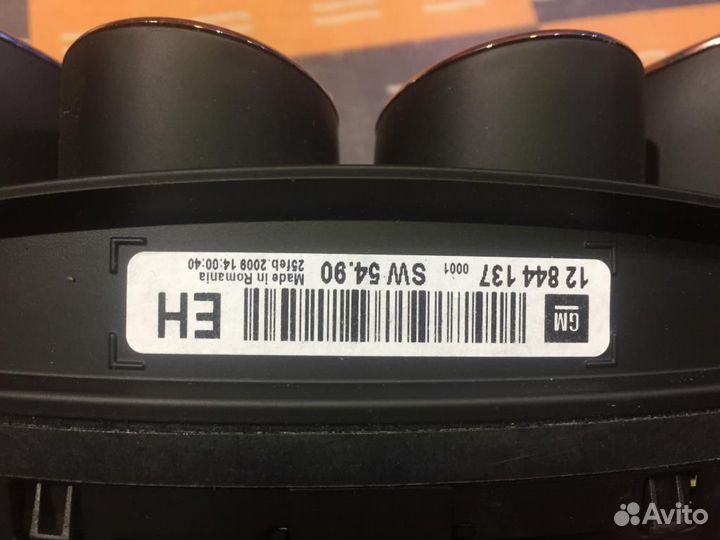 GM
EH
12 844 137 0001 SW 54.90
Made in Romania
25feb.2009 14:00:40
Avito